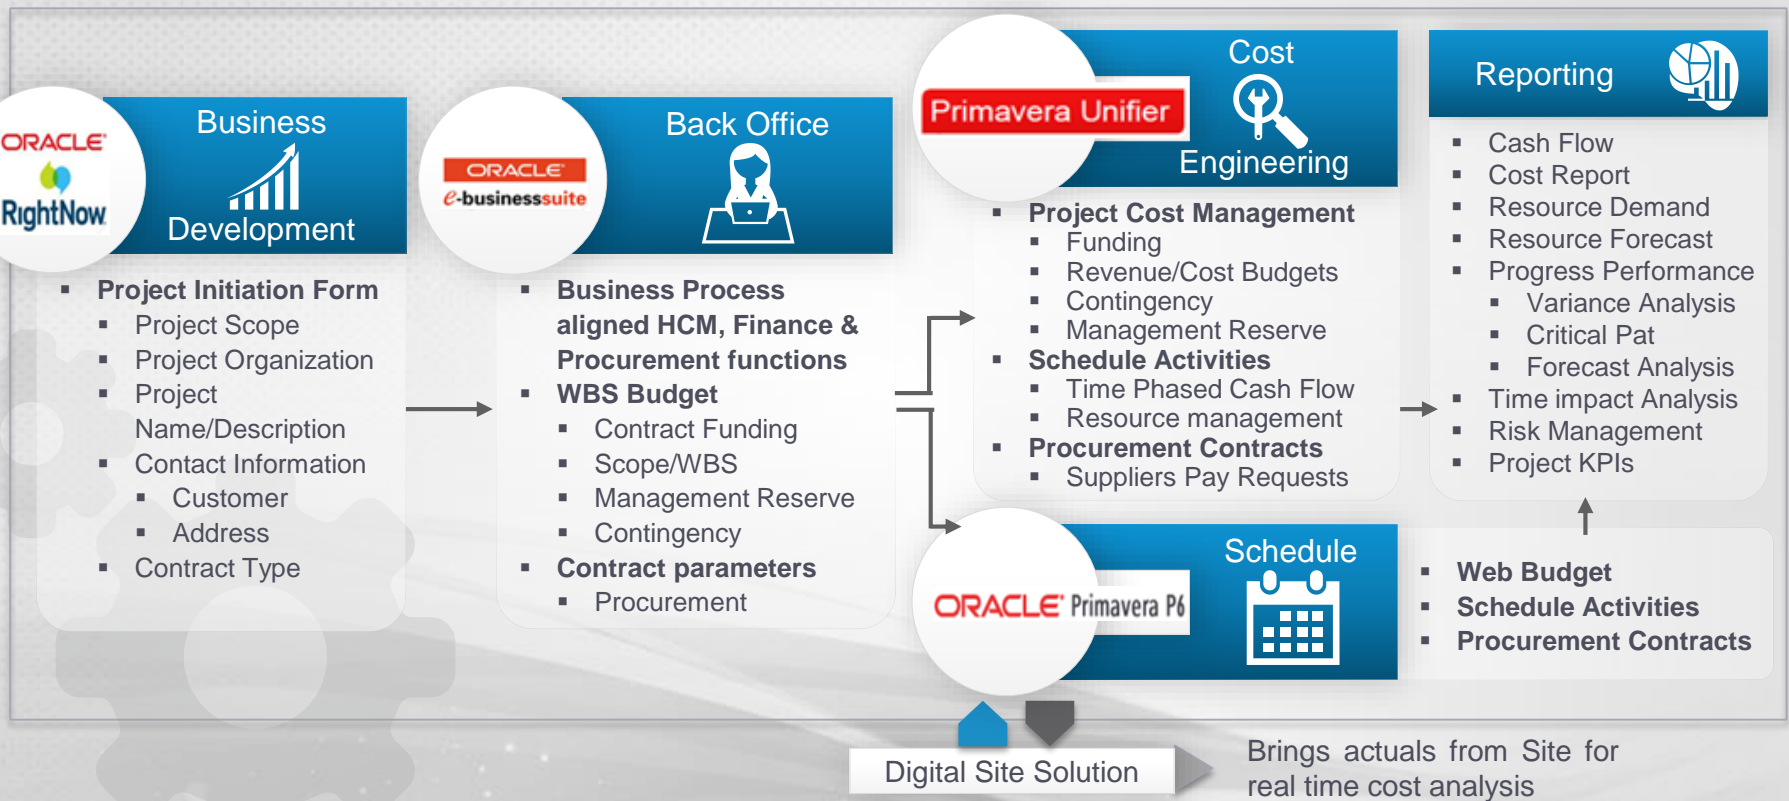 ORACLE
RightNow
Business
Development
▪ Project Initiation Form
▪ Project Scope
▪ Project Organization
▪ Project
Name/Description
▪ Contact Information
▪ Customer
▪ Address
▪ Contract Type
ORACLE
e-businesssuite
Back Office
▪ Business Process
aligned HCM, Finance &
Procurement functions
▪ WBS Budget
▪ Contract Funding
▪ Scope/WBS
▪ Management Reserve
▪ Contingency
▪ Contract parameters
▪ Procurement
Primavera Unifier
Cost
Engineering
▪ Project Cost Management
▪ Funding
▪ Revenue/Cost Budgets
▪ Contingency
▪ Management Reserve
▪ Schedule Activities
▪ Time Phased Cash Flow
▪ Resource management
▪ Procurement Contracts
▪ Suppliers Pay Requests
ORACLE Primavera P6
Schedule
Reporting
▪ Cash Flow
▪ Cost Report
▪ Resource Demand
▪ Resource Forecast
▪ Progress Performance
▪ Variance Analysis
▪ Critical Pat
▪ Forecast Analysis
▪ Time impact Analysis
▪ Risk Management
▪ Project KPIs
▪ Web Budget
▪ Schedule Activities
▪ Procurement Contracts
Digital Site Solution
Brings actuals from Site for
real time cost analysis